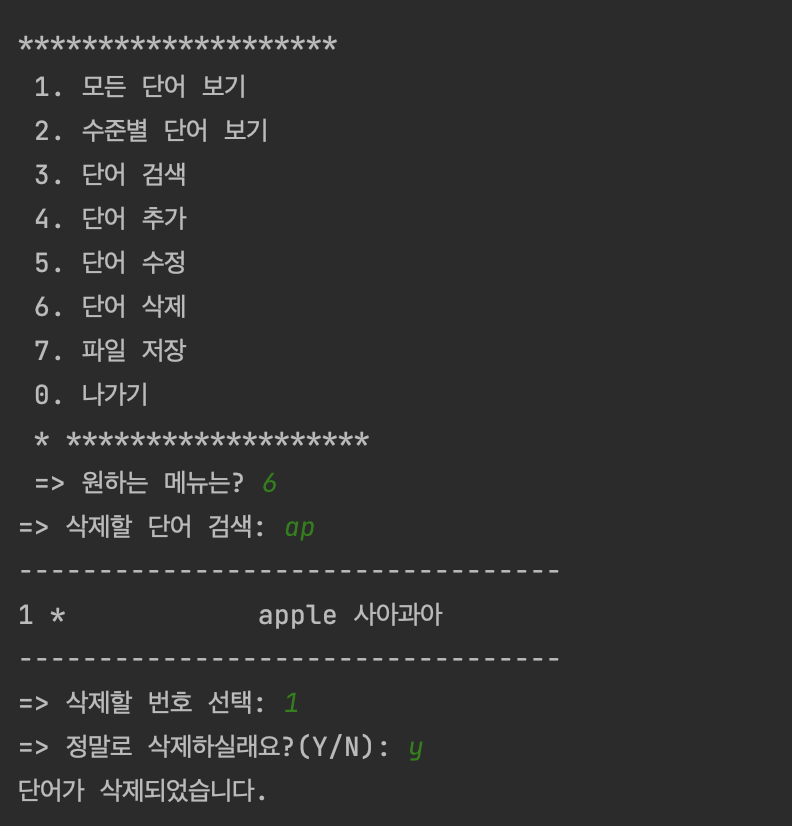 ********************
1. 모든 단어 보기
2. 수준별 단어 보기
3. 단어 검색
4. 단어 추가
5. 단어 수정
6. 단어 삭제
7. 파일 저장
0. 나가기
* *******************
=> 원하는 메뉴는? 6
=> 삭제할 단어 검색: ap
----------------------------------
1 *            apple 사아과아
----------------------------------
=> 삭제할 번호 선택: 1
=> 정말로 삭제하실래요?(Y/N): y
단어가 삭제되었습니다.